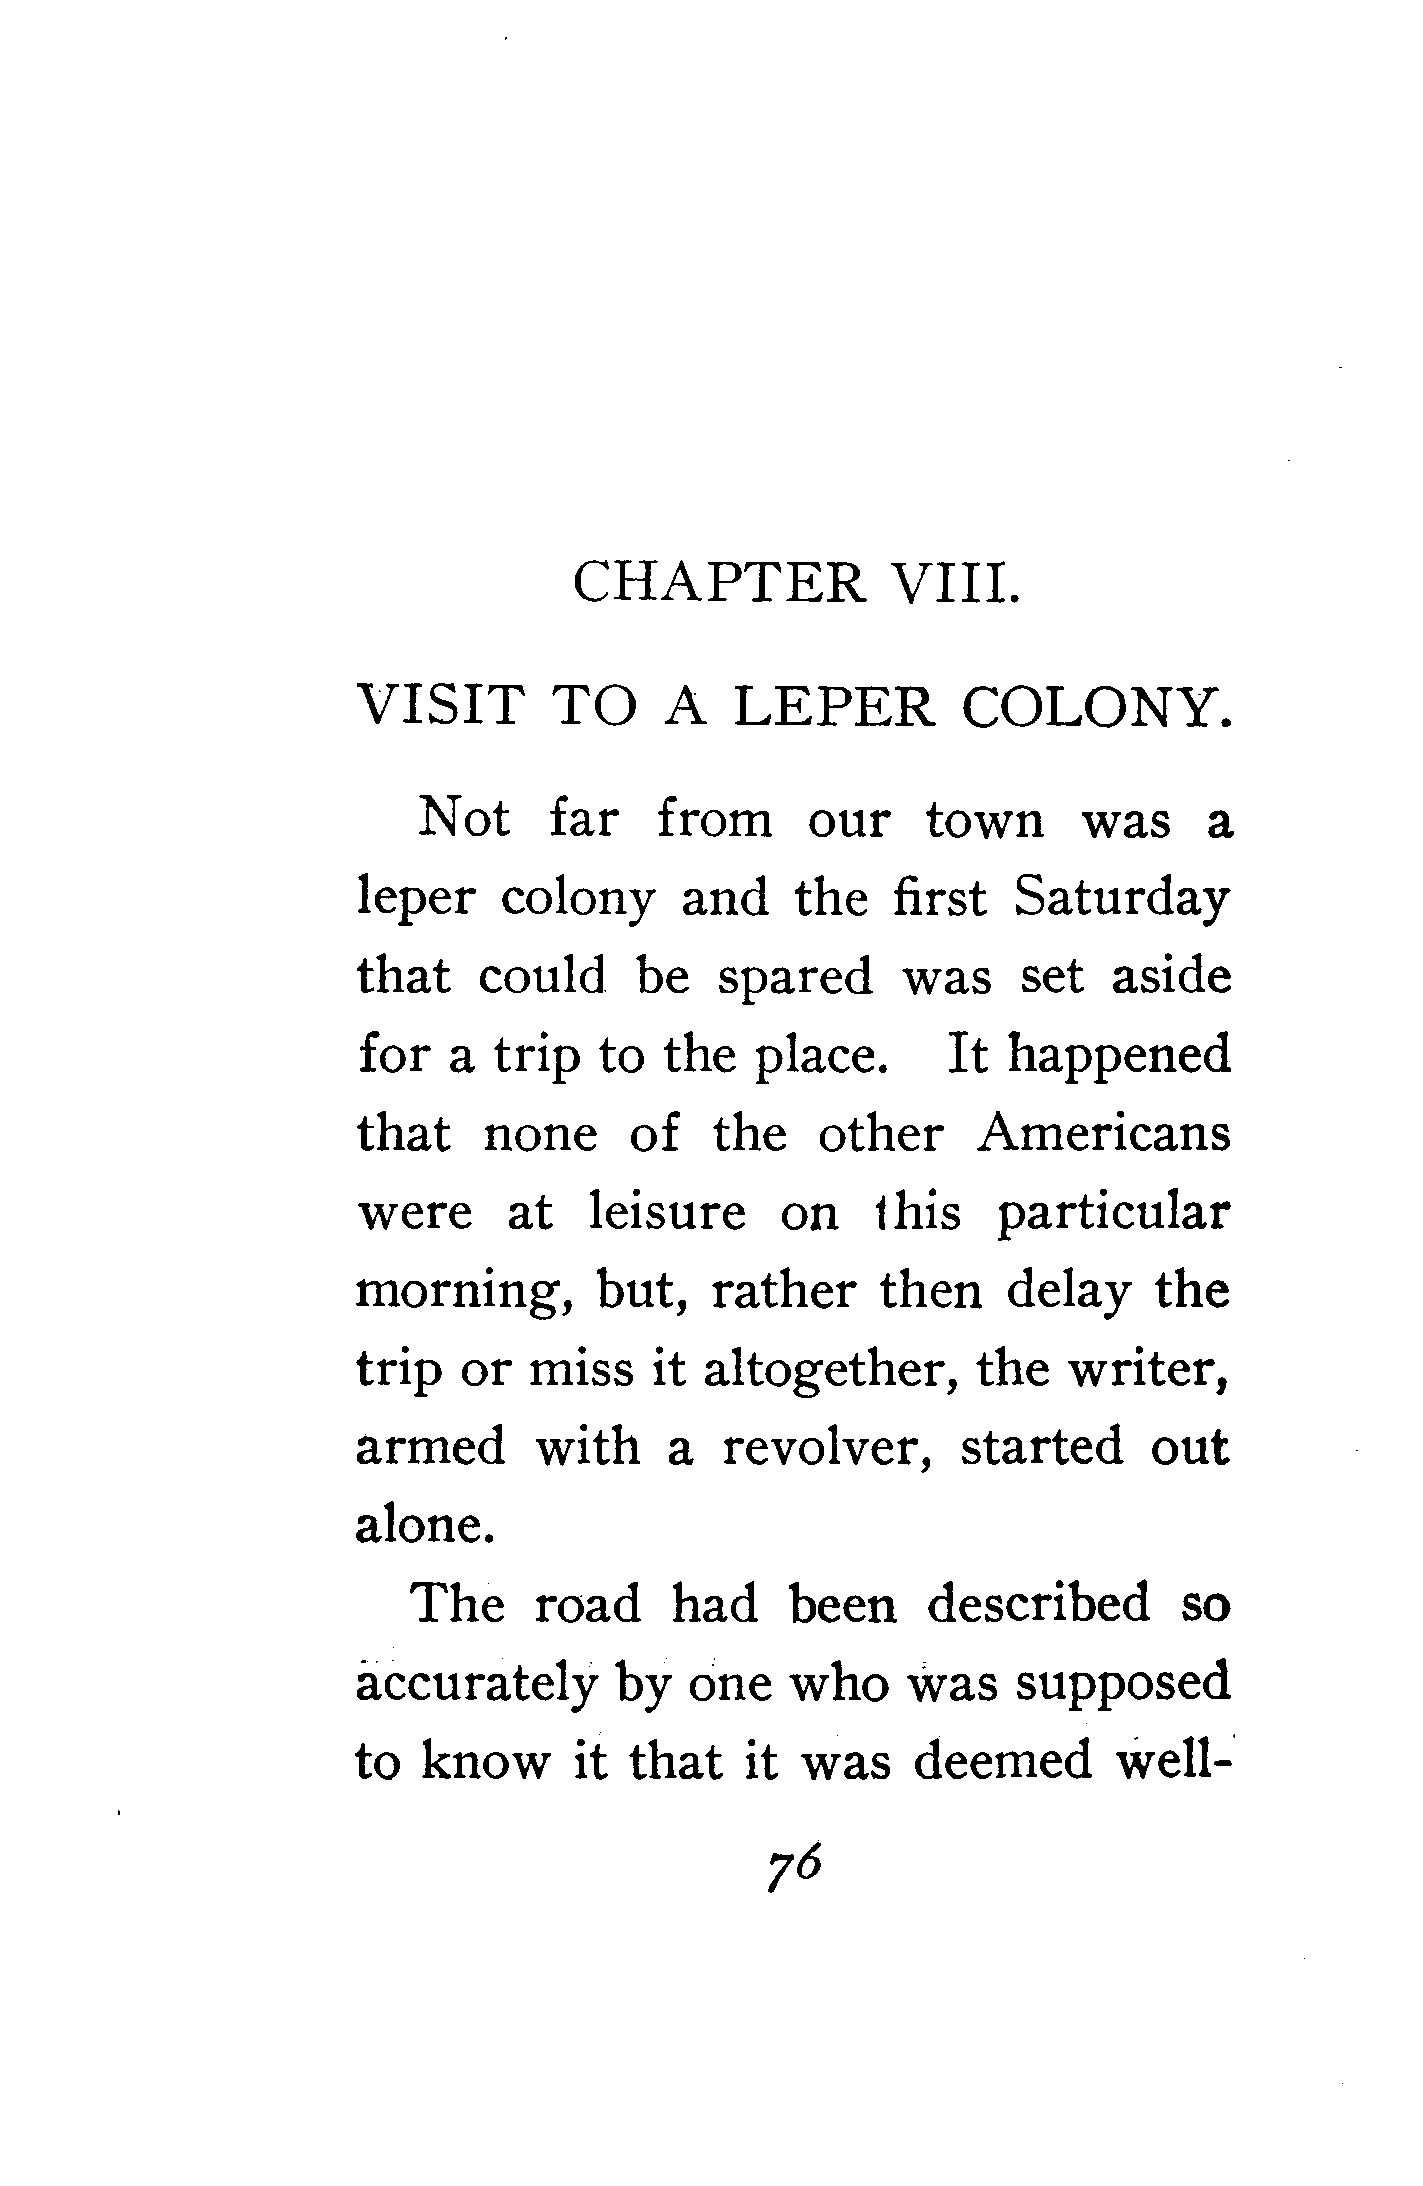 CHAPTER VIII.
VISIT TO A LEPER COLONY.
Not far from our town was a
leper colony and the first Saturday
that could be spared was set aside
for a trip to the place. It happened
that none of the other Americans
were at leisure on this particular
morning, but, rather then delay the
trip or miss it altogether, the writer,
armed with a revolver, started out
alone.
The road had been described so
accurately by one who was supposed
to know it that it was deemed well-
76